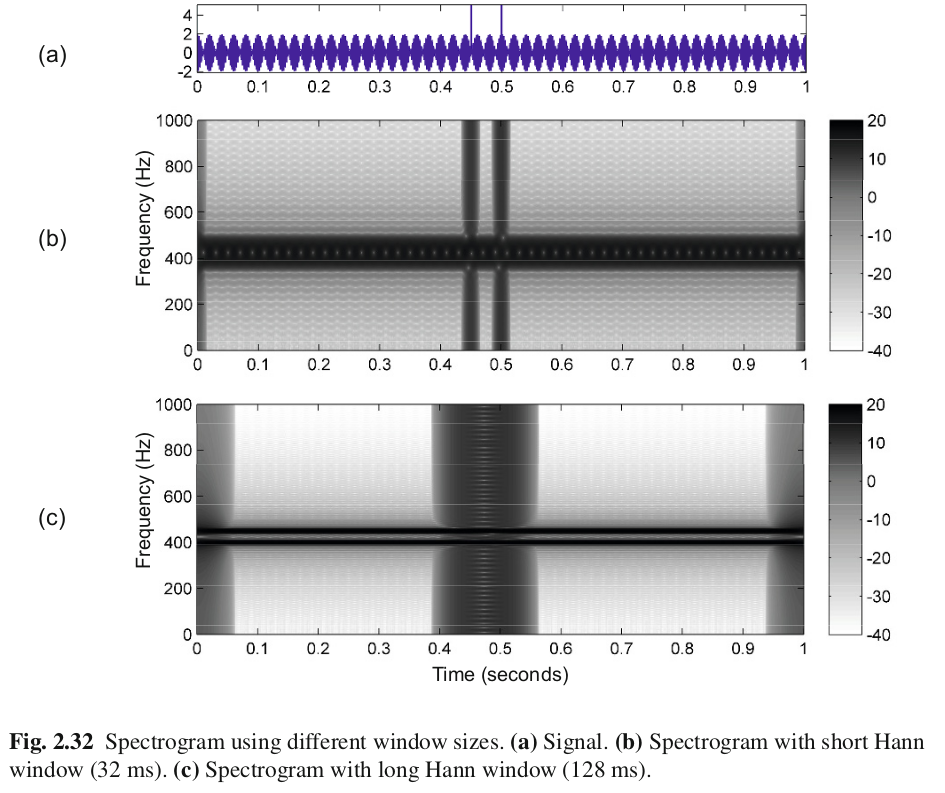 (a)
4
2
0
-2
0 0.1 0.2 0.3 0.4 0.5 0.6 0.7 0.8 0.9 1
(b)
Frequency (Hz)
1000
800
600
400
200
0
0 0.1 0.2 0.3 0.4 0.5 0.6 0.7 0.8 0.9 1
20
10
0
-10
-20
-30
-40
(c)
Frequency (Hz)
1000
800
600
400
200
0
0 0.1 0.2 0.3 0.4 0.5 0.6 0.7 0.8 0.9 1
Time (seconds)
20
10
0
-10
-20
-30
-40
Fig. 2.32 Spectrogram using different window sizes. (a) Signal. (b) Spectrogram with short Hann
window (32 ms). (c) Spectrogram with long Hann window (128 ms).